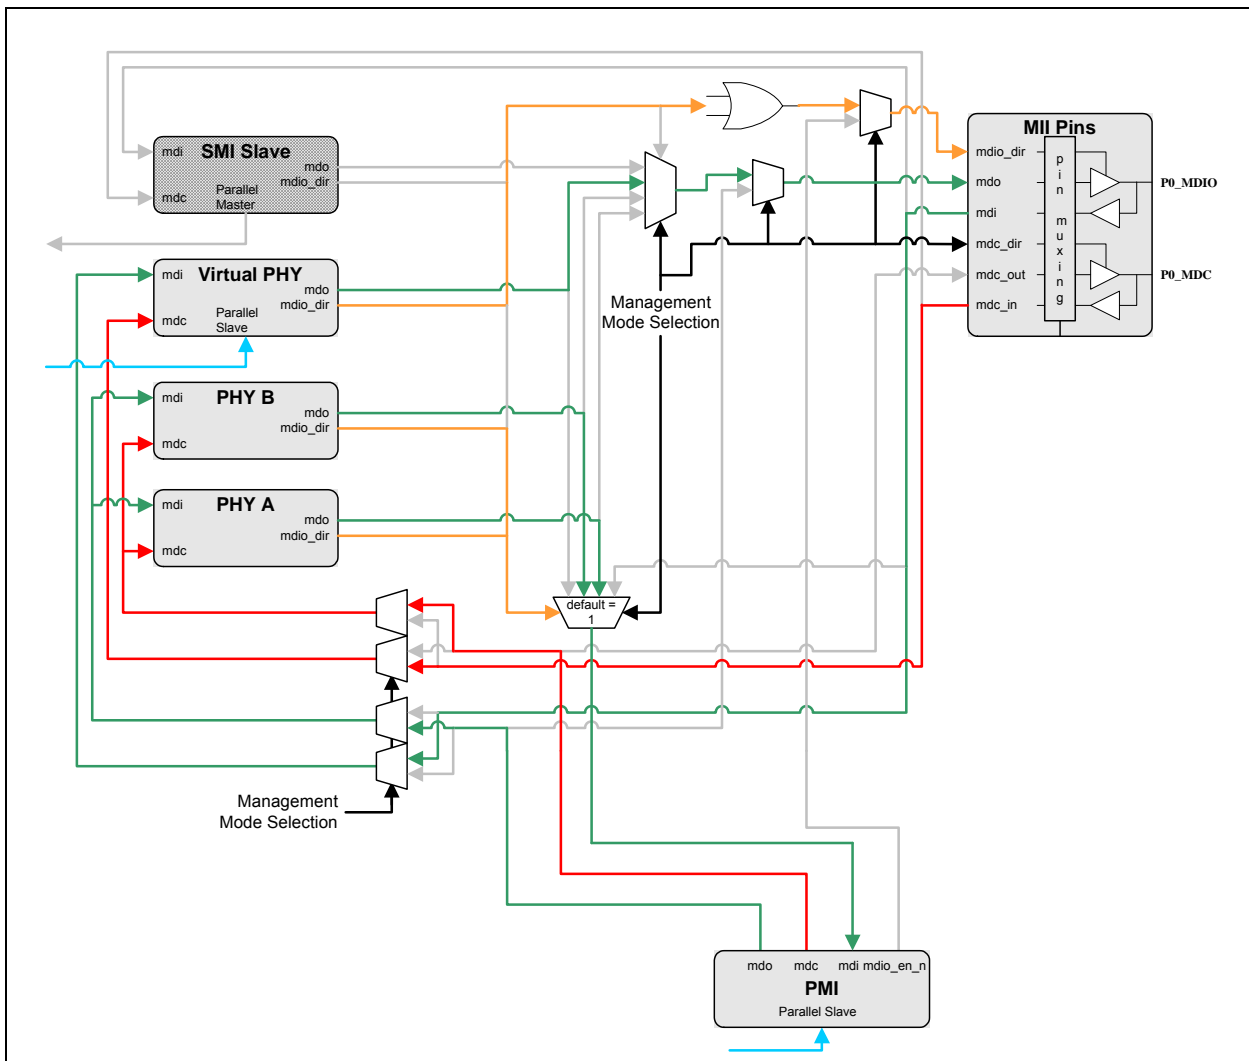 SMI Slave
mdi
mdo
mdio_dir
mdc
Parallel
Master
Virtual PHY
mdi
mdo
mdio_dir
mdc
Parallel
Slave
PHY B
mdi
mdo
mdio_dir
mdc
PHY A
mdi
mdo
mdio_dir
mdc
MII Pins
mdio_dir
mdo
mdi
mdc_dir
mdc_out
mdc_in
pin muxing
P0_MDIO
P0_MDC
Management
Mode Selection
default =
1
Management
Mode Selection
mdo mdc mdi mdio_en_n
PMI
Parallel Slave